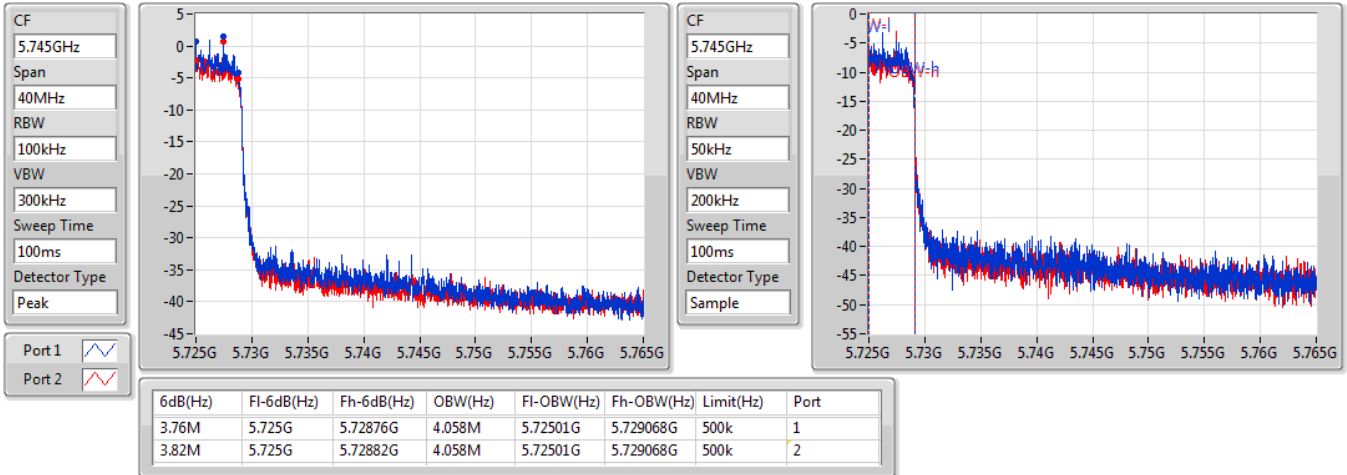 CF
5.745GHz
Span
40MHz
RBW
100kHz
VBW
300kHz
Sweep Time
100ms
Detector Type
Peak
5
0
-5
-10
-15
-20
-25
-30
-35
-40
-45
5.725G 5.73G 5.735G 5.74G 5.745G 5.75G 5.755G 5.76G 5.765G
CF
5.745GHz
Span
40MHz
RBW
50kHz
VBW
200kHz
Sweep Time
100ms
Detector Type
Sample
0
-5
-10
-15
-20
-25
-30
-35
-40
-45
-50
-55
W-l
OBW-h
5.725G 5.73G 5.735G 5.74G 5.745G 5.75G 5.755G 5.76G 5.765G
Port 1
Port 2
6dB(Hz) Fl-6dB(Hz) Fh-6dB(Hz) OBW(Hz) Fl-OBW(Hz) Fh-OBW(Hz) Limit(Hz) Port
3.76M 5.725G 5.72876G 4.058M 5.72501G 5.729068G 500k 1
3.82M 5.725G 5.72882G 4.058M 5.72501G 5.729068G 500k 2